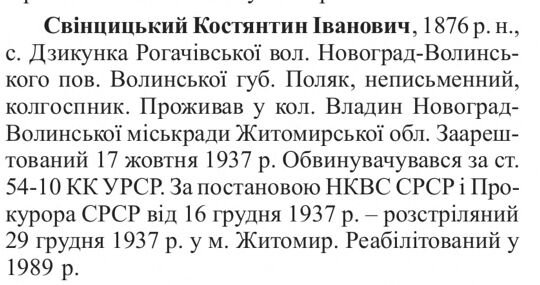 Свінцицький Костянтин Іванович, 1876 р. н.,
с. Дзикунка Рогачівської вол. Новоград-Волинсь-
кого пов. Волинської губ. Поляк, неписьменний,
колгоспник. Проживав у кол. Владин Новоград-
Волинської міськради Житомирської обл. Заареш-
тований 17 жовтня 1937 р. Обвинувачувався за ст.
54-10 КК УРСР. За постановою НКВС СРСР і Про-
курора СРСР від 16 грудня 1937 р. – розстріляний
29 грудня 1937 р. у м. Житомир. Реабілітований у
1989 р.